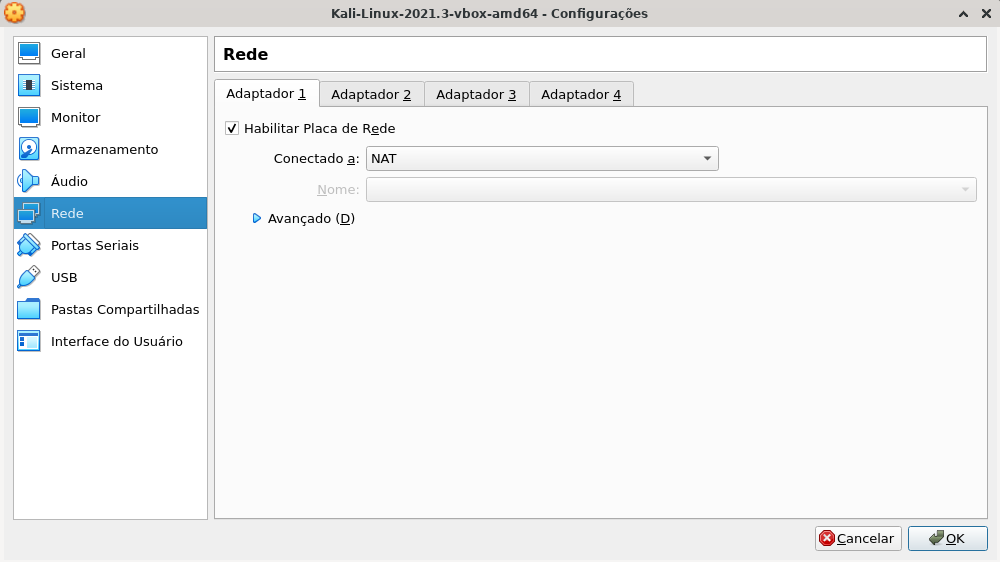 Kali-Linux-2021.3-vbox-amd64 - Configurações
Geral
Sistema
Monitor
Armazenamento
Áudio
Rede
Portas Seriais
USB
Pastas Compartilhadas
Interface do Usuário
Rede
Adaptador 1 Adaptador 2 Adaptador 3 Adaptador 4
Habilitar Placa de Rede
Conectado a: NAT
Nome:
Avançado (D)
Cancelar OK